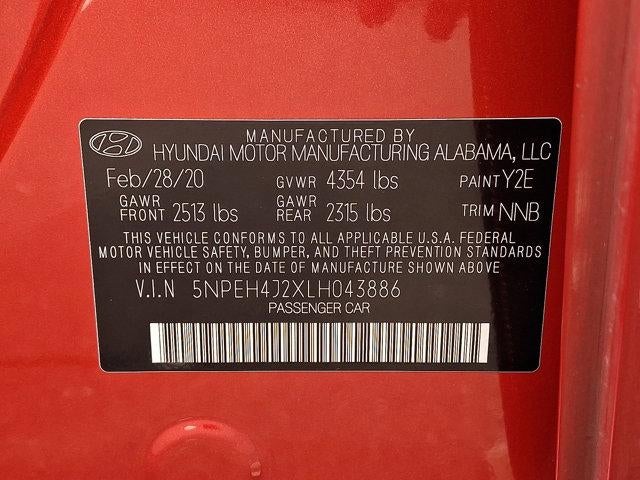 MANUFACTURED BY
HYUNDAI MOTOR MANUFACTURING ALABAMA, LLC
Feb/28/20 GVWR 4354 lbs PAINT Y2E
GAWR FRONT 2513 lbs GAWR REAR 2315 lbs TRIM NNB
THIS VEHICLE CONFORMS TO ALL APPLICABLE U.S.A. FEDERAL
MOTOR VEHICLE SAFETY, BUMPER, AND THEFT PREVENTION STANDARDS
IN EFFECT ON THE DATE OF MANUFACTURE SHOWN ABOVE
V.I.N 5NPEH4J2XLH043886
PASSENGER CAR